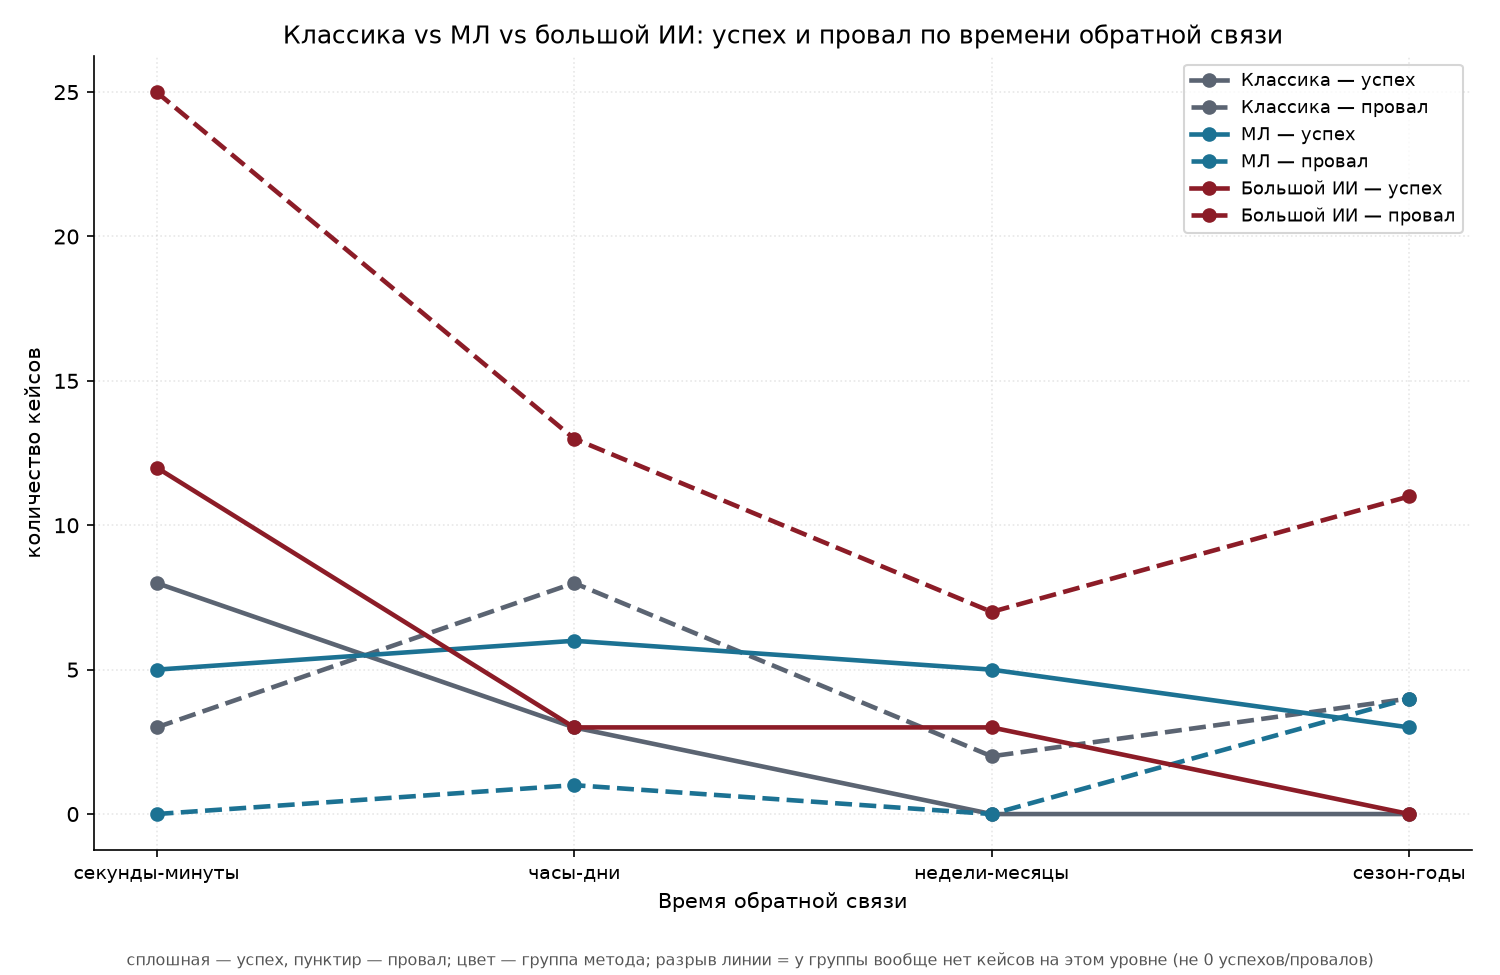 Классика vs МЛ vs большой ИИ: успех и провал по времени обратной связи
Классика — успех
Классика — провал
МЛ — успех
МЛ — провал
Большой ИИ — успех
Большой ИИ — провал
количество кейсов
25
20
15
10
5
0
секунды-минуты
часы-дни
недели-месяцы
сезон-годы
Время обратной связи
сплошная — успех, пунктир — провал; цвет — группа метода; разрыв линии = у группы вообще нет кейсов на этом уровне (не 0 успехов/провалов)